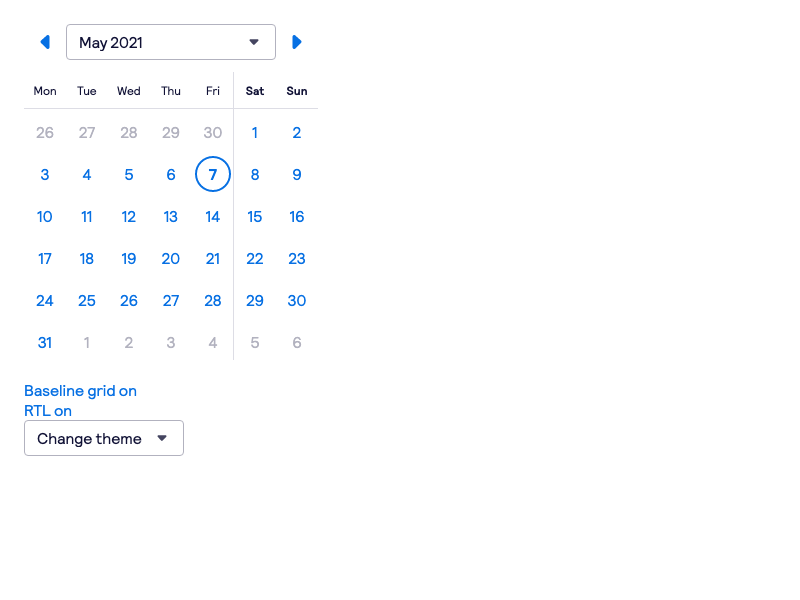 May 2021
Mon Tue Wed Thu Fri Sat Sun
26 27 28 29 30 1 2
3 4 5 6 7 8 9
10 11 12 13 14 15 16
17 18 19 20 21 22 23
24 25 26 27 28 29 30
31 1 2 3 4 5 6
Baseline grid on
RTL on
Change theme